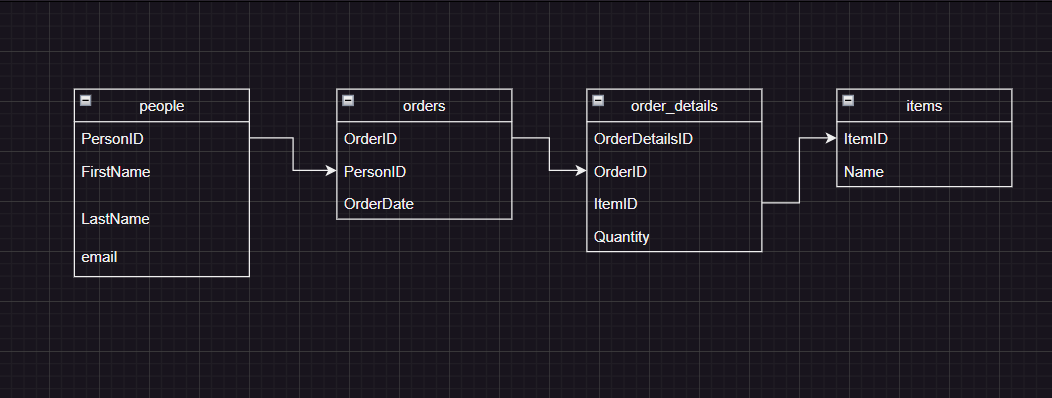 people
PersonID
FirstName
LastName
email
orders
OrderID
PersonID
OrderDate
order_details
OrderDetailsID
OrderID
ItemID
Quantity
items
ItemID
Name